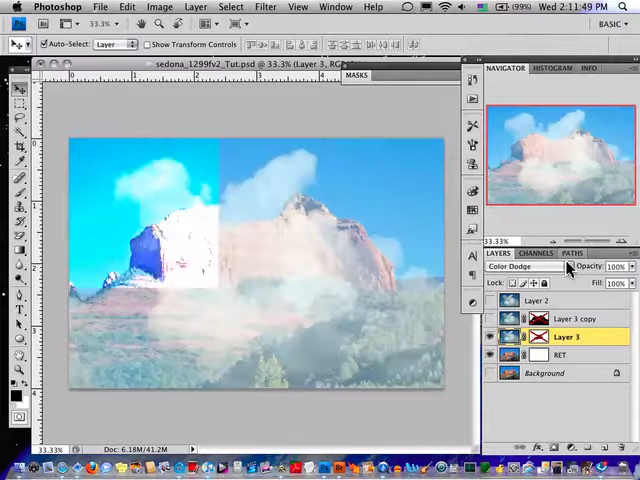 Photoshop File Edit Image Layer Select Filter View Window Help (99%) Wed 2:11:49 PM
33.3% BASIC
Auto-Select: Layer Show Transform Controls
sedona_1299fv2_Tut.psd @ 33.3% (Layer 3, RG
MASKS
NAVIGATOR HISTOGRAM INFO
33.33%
LAYERS CHANNELS PATHS
Color Dodge Opacity: 100%
Lock: Fill: 100%
Layer 2
Layer 3 copy
Layer 3
RET
Background
33.33% Doc: 6.18M/41.2M